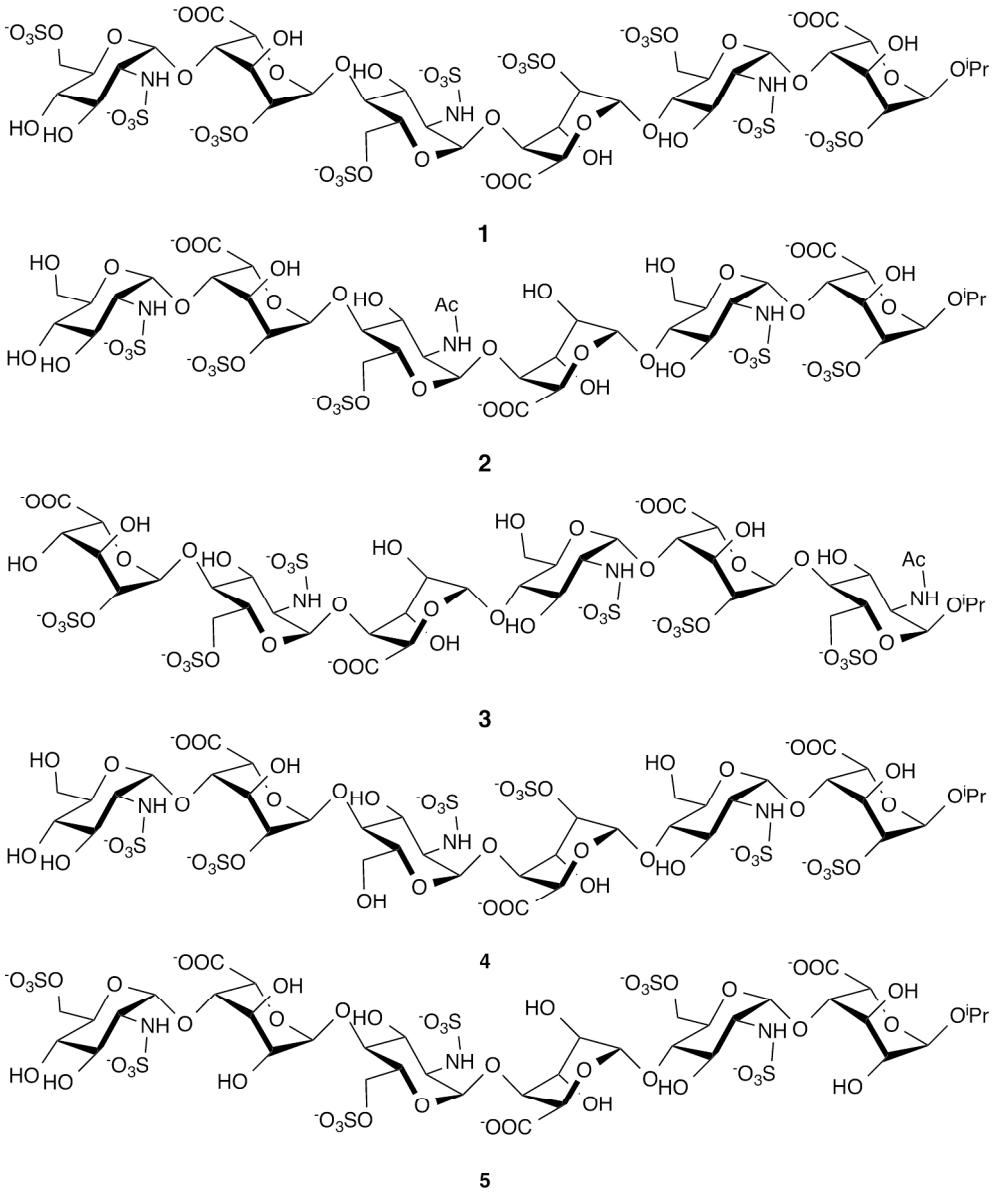 ⁻O₃SO ⁻OOC OH ⁻O₃SO ⁻O₃SO ⁻OOC OH
O O O HO ⁻O₃S O O OⁱPr
NH O NH O O NH O
HO HO ⁻O₃S ⁻O₃SO O O HO ⁻O₃S ⁻O₃SO
⁻O₃SO O ⁻OOC OH
1
HO ⁻OOC OH HO HO ⁻OOC OH
O O O HO Ac O O OⁱPr
NH O NH O O NH O
HO HO ⁻O₃S ⁻O₃SO O O HO ⁻O₃S ⁻O₃SO
⁻O₃SO O ⁻OOC OH
2
⁻OOC OH HO ⁻OOC OH
HO O O HO ⁻O₃S HO O O O HO Ac
NH O O NH O NH OⁱPr
⁻O₃SO O O HO ⁻O₃S ⁻O₃SO O
⁻O₃SO ⁻OOC OH ⁻O₃SO
3
HO ⁻OOC OH ⁻O₃SO HO ⁻OOC OH
O O O HO ⁻O₃S O O OⁱPr
NH O NH O O NH O
HO HO ⁻O₃S ⁻O₃SO O O HO ⁻O₃S ⁻O₃SO
OH O ⁻OOC OH
4
⁻O₃SO ⁻OOC OH HO ⁻O₃SO ⁻OOC OH
O O O HO ⁻O₃S O O OⁱPr
NH O NH O O NH O
HO HO ⁻O₃S HO O O HO ⁻O₃S HO
⁻O₃SO O ⁻OOC OH
5